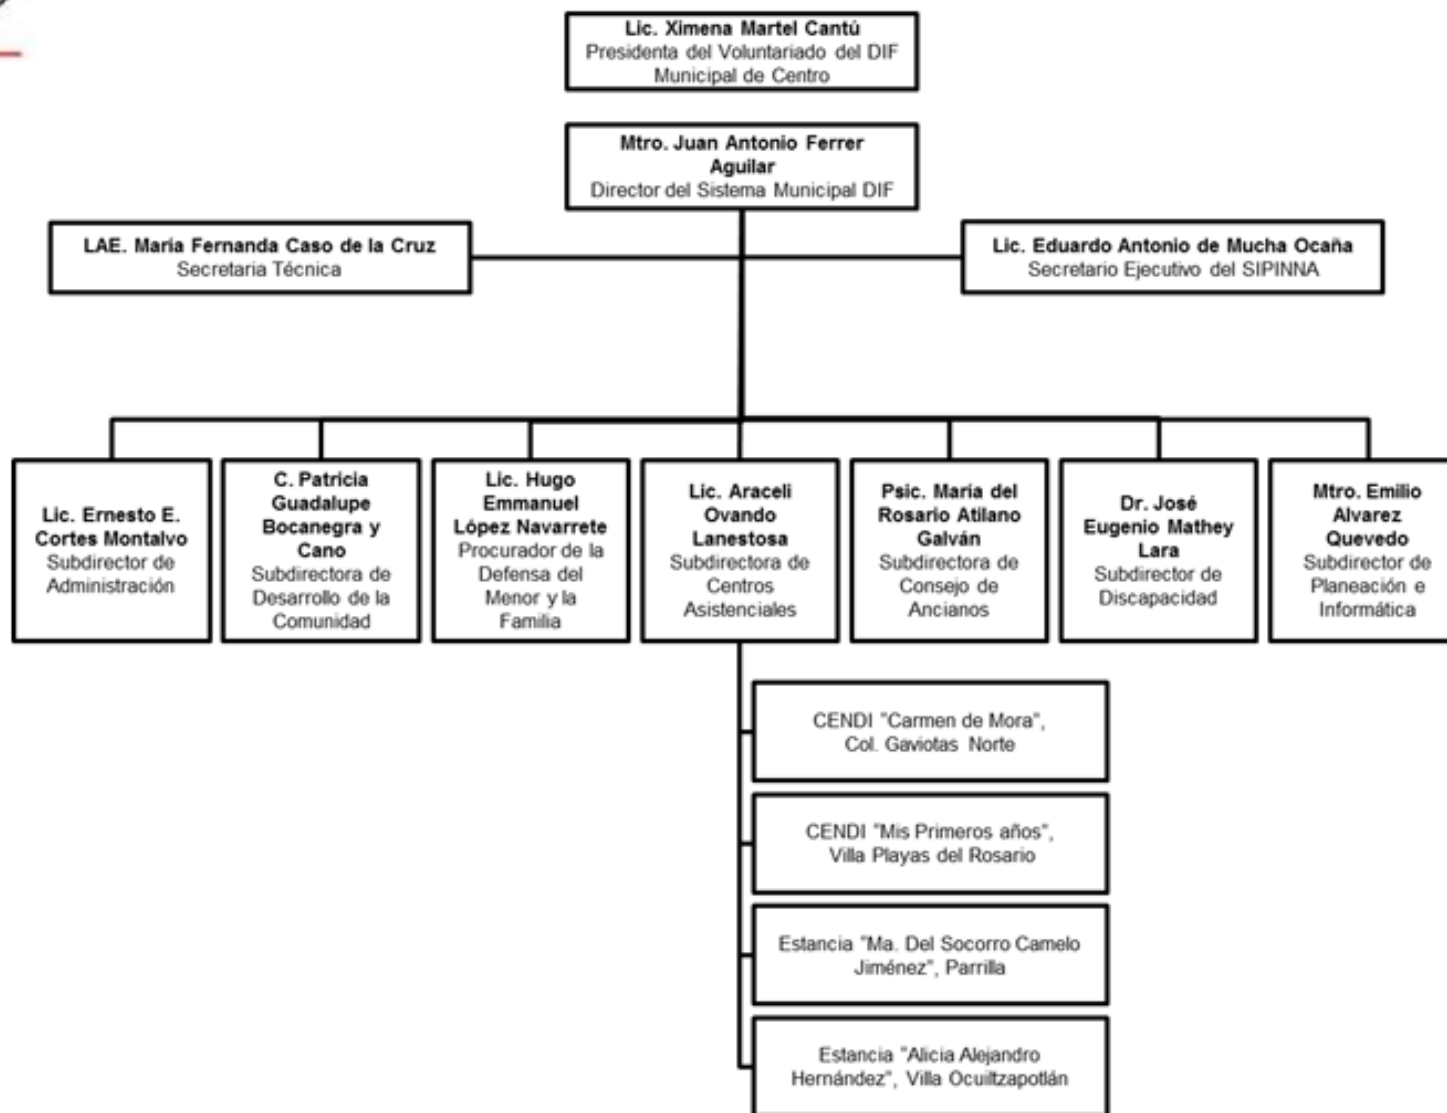 Lic. Ximena Martel Cantú
Presidenta del Voluntariado del DIF
Municipal de Centro
Mtro. Juan Antonio Ferrer
Aguilar
Director del Sistema Municipal DIF
LAE. María Fernanda Caso de la Cruz
Secretaria Técnica
Lic. Eduardo Antonio de Mucha Ocaña
Secretario Ejecutivo del SIPINNA
Lic. Ernesto E.
Cortes Montalvo
Subdirector de
Administración
C. Patricia
Guadalupe
Bocanegra y
Cano
Subdirectora de
Desarrollo de la
Comunidad
Lic. Hugo
Emmanuel
López Navarrete
Procurador de la
Defensa del
Menor y la
Familia
Lic. Araceli
Ovando
Lanestosa
Subdirectora de
Centros
Asistenciales
Psic. María del
Rosario Atilano
Galván
Subdirectora de
Consejo de
Ancianos
Dr. José
Eugenio Mathey
Lara
Subdirector de
Discapacidad
Mtro. Emilio
Alvarez
Quevedo
Subdirector de
Planeación e
Informática
CENDI "Carmen de Mora",
Col. Gaviotas Norte
CENDI "Mis Primeros años",
Villa Playas del Rosario
Estancia "Ma. Del Socorro Camelo
Jiménez", Parrilla
Estancia "Alicia Alejandro
Hernández", Villa Ocuiltzapotlán